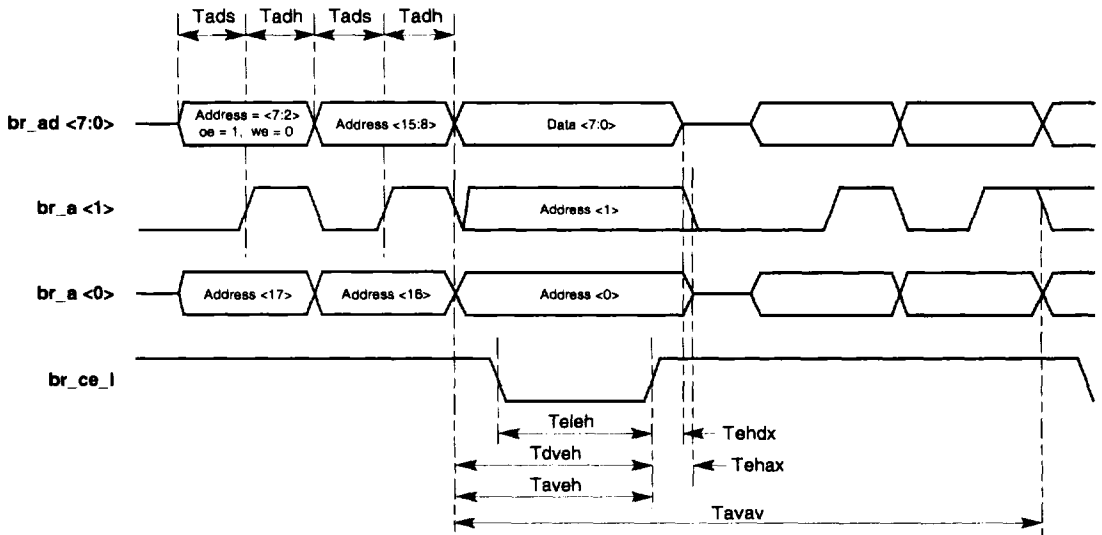 Tads Tadh Tads Tadh
br_ad <7:0>
Address = <7:2>
oe = 1, we = 0
Address <15:8>
Data <7:0>
br_a <1>
Address <1>
br_a <0>
Address <17>
Address <16>
Address <0>
br_ce_l
Teleh
Tehdx
Tdveh
Tehax
Taveh
Tavav